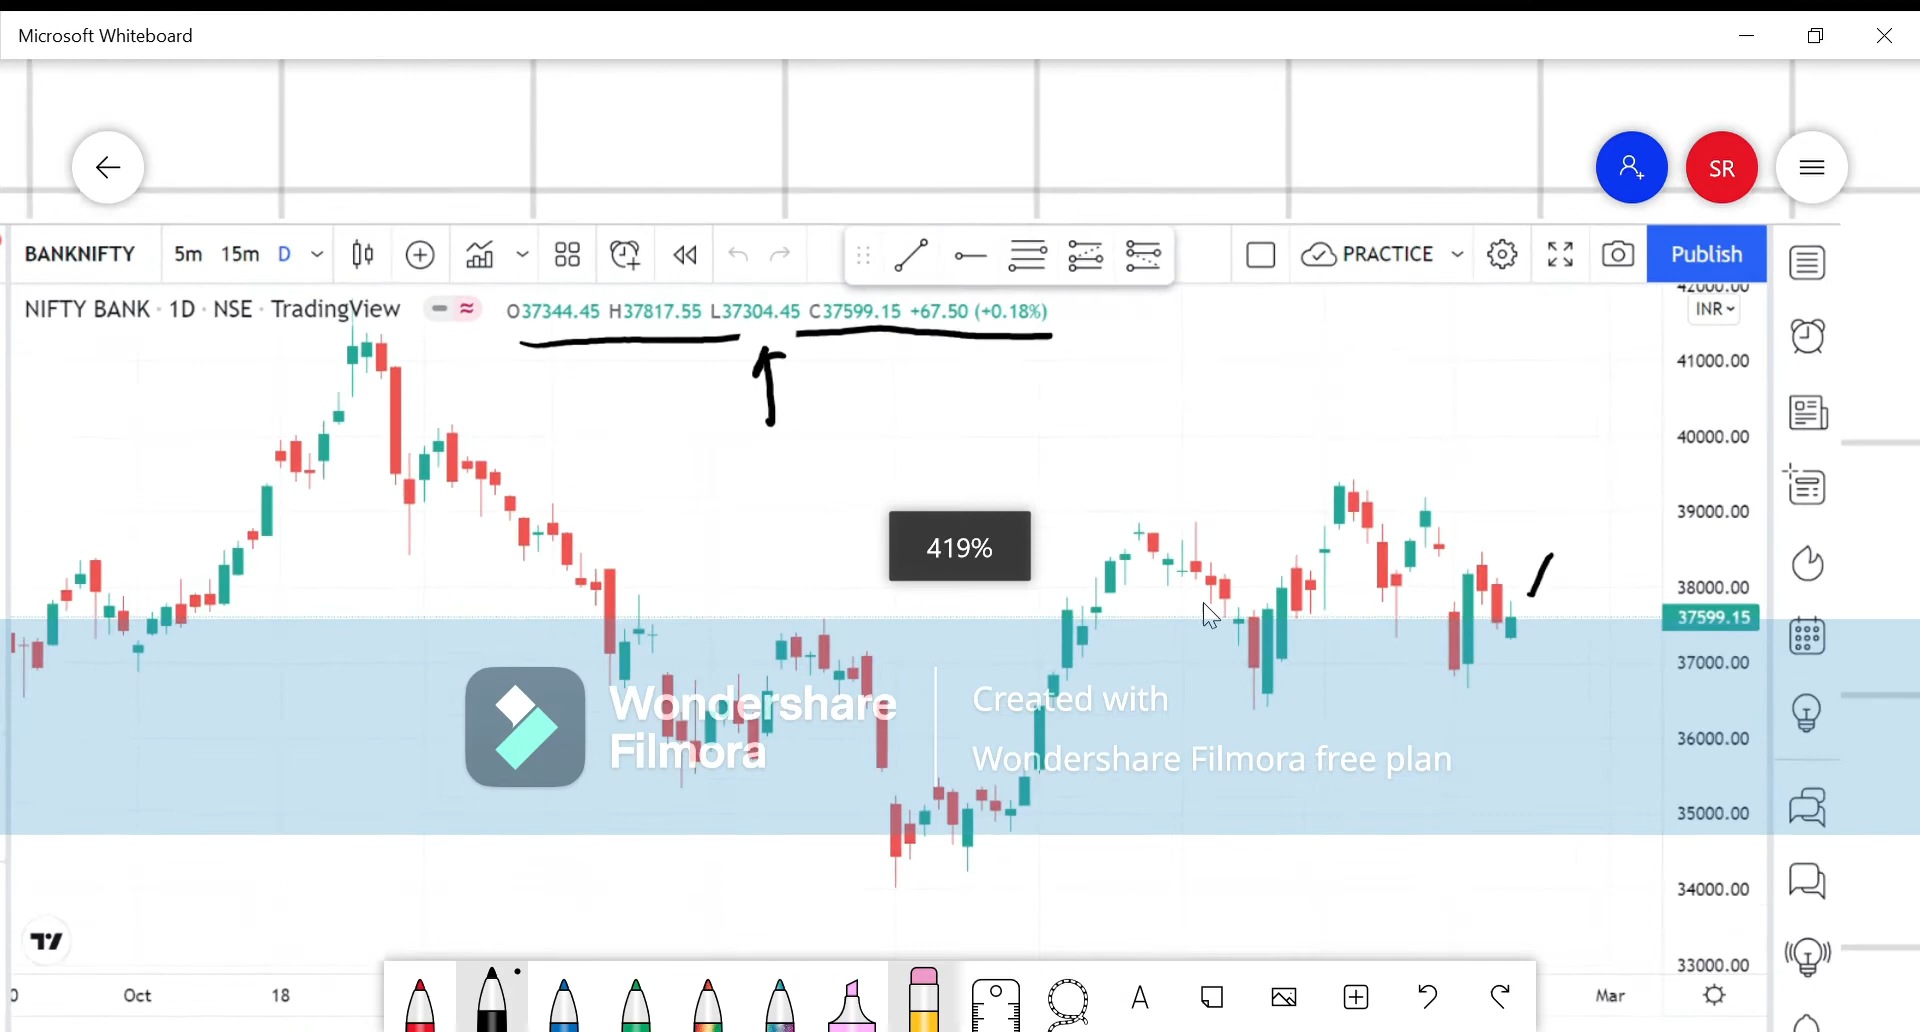 Microsoft Whiteboard
SR
BANKNIFTY 5m 15m D PRACTICE Publish
NIFTY BANK · 1D · NSE · TradingView O37344.45 H37817.55 L37304.45 C37599.15 +67.50 (+0.18%)
42000.00
INR
41000.00
40000.00
39000.00
419%
38000.00
37599.15
37000.00
Wondershare
Filmora
Created with
Wondershare Filmora free plan
36000.00
35000.00
34000.00
33000.00
Oct 18 Mar
A